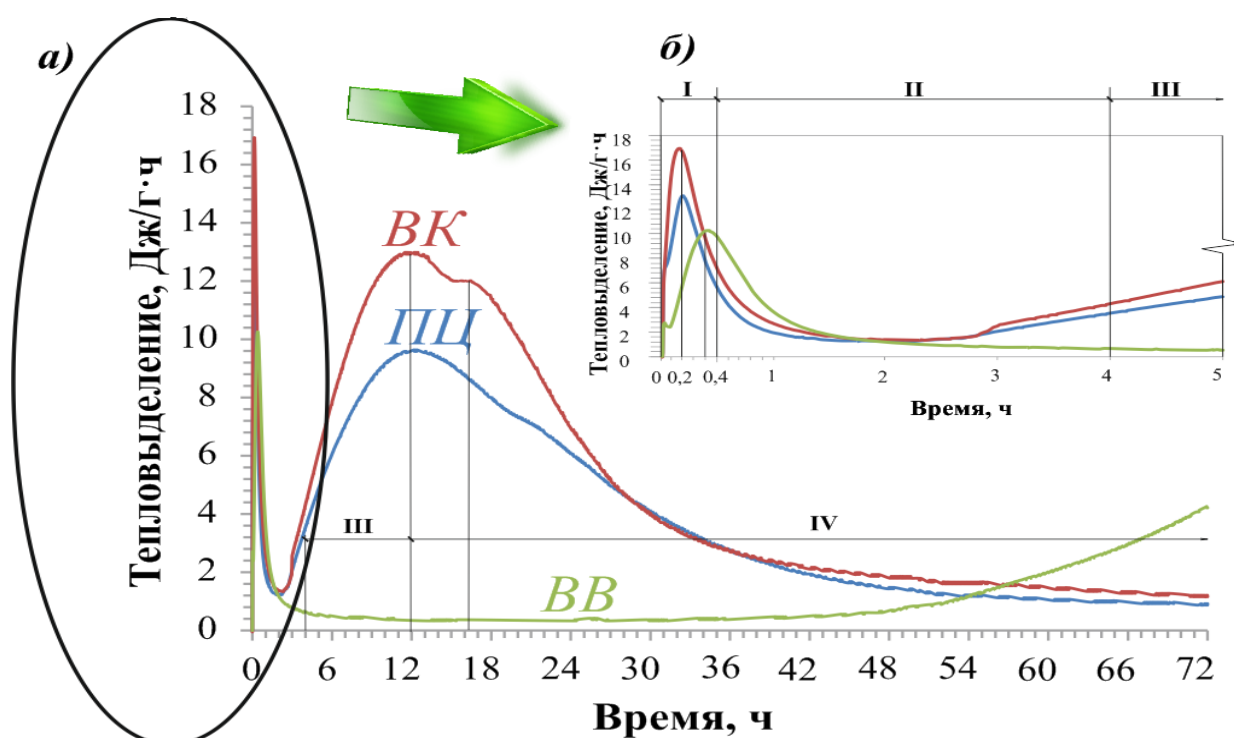 а)
18
16
14
12
10
8
6
4
2
0
Тепловыделение, Дж/г·ч
ВК
ПЦ
ВВ
III
IV
0 6 12 18 24 30 36 42 48 54 60 66 72
Время, ч
б)
I II III
18
16
14
12
10
8
6
4
2
0
Тепловыделение, Дж/г·ч
0 0,2 0,4 1 2 3 4 5
Время, ч